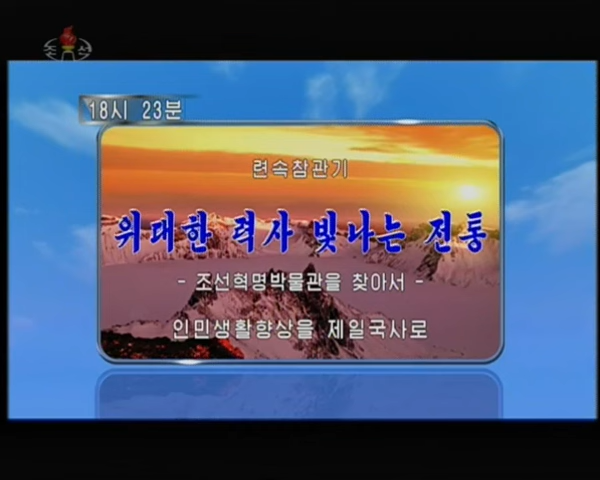 조선
18시 23분
련속참관기
위대한 력사 빛나는 전통
- 조선혁명박물관을 찾아서 -
인민생활향상을 제일국사로